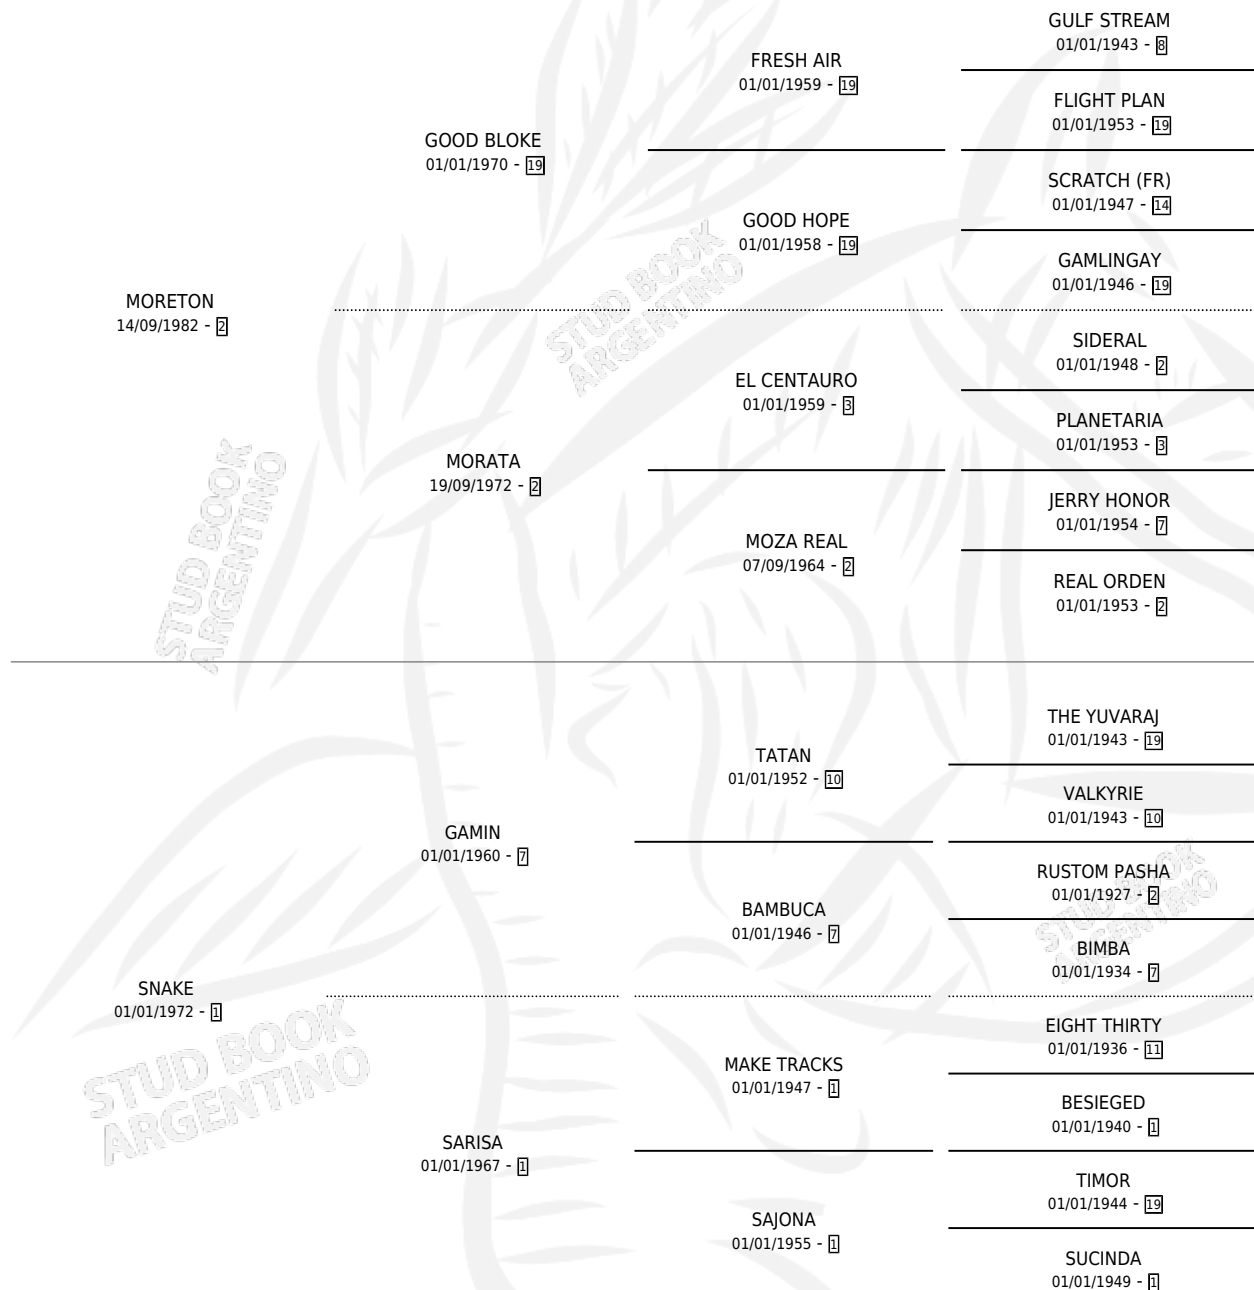 GULF STREAM
01/01/1943 - 8
FRESH AIR
01/01/1959 - 19
FLIGHT PLAN
01/01/1953 - 19
GOOD BLOKE
01/01/1970 - 19
SCRATCH (FR)
01/01/1947 - 14
GOOD HOPE
01/01/1958 - 19
GAMLINGAY
01/01/1946 - 19
MORETON
14/09/1982 - 2
STUD BOOK
ARGENTINO
SIDERAL
01/01/1948 - 2
EL CENTAURO
01/01/1959 - 3
PLANETARIA
01/01/1953 - 3
MORATA
19/09/1972 - 2
JERRY HONOR
01/01/1954 - 7
MOZA REAL
07/09/1964 - 2
REAL ORDEN
01/01/1953 - 2
STUD BOOK
ARGENTINO
THE YUVARAJ
01/01/1943 - 19
TATAN
01/01/1952 - 10
VALKYRIE
01/01/1943 - 10
GAMIN
01/01/1960 - 7
RUSTOM PASHA
01/01/1927 - 2
BAMBUCA
01/01/1946 - 7
BIMBA
01/01/1934 - 7
STUD BOOK
ARGENTINO
SNAKE
01/01/1972 - 1
EIGHT THIRTY
01/01/1936 - 11
MAKE TRACKS
01/01/1947 - 1
BESIEGED
01/01/1940 - 1
STUD BOOK
ARGENTINO
SARISA
01/01/1967 - 1
TIMOR
01/01/1944 - 19
SAJONA
01/01/1955 - 1
SUCINDA
01/01/1949 - 1